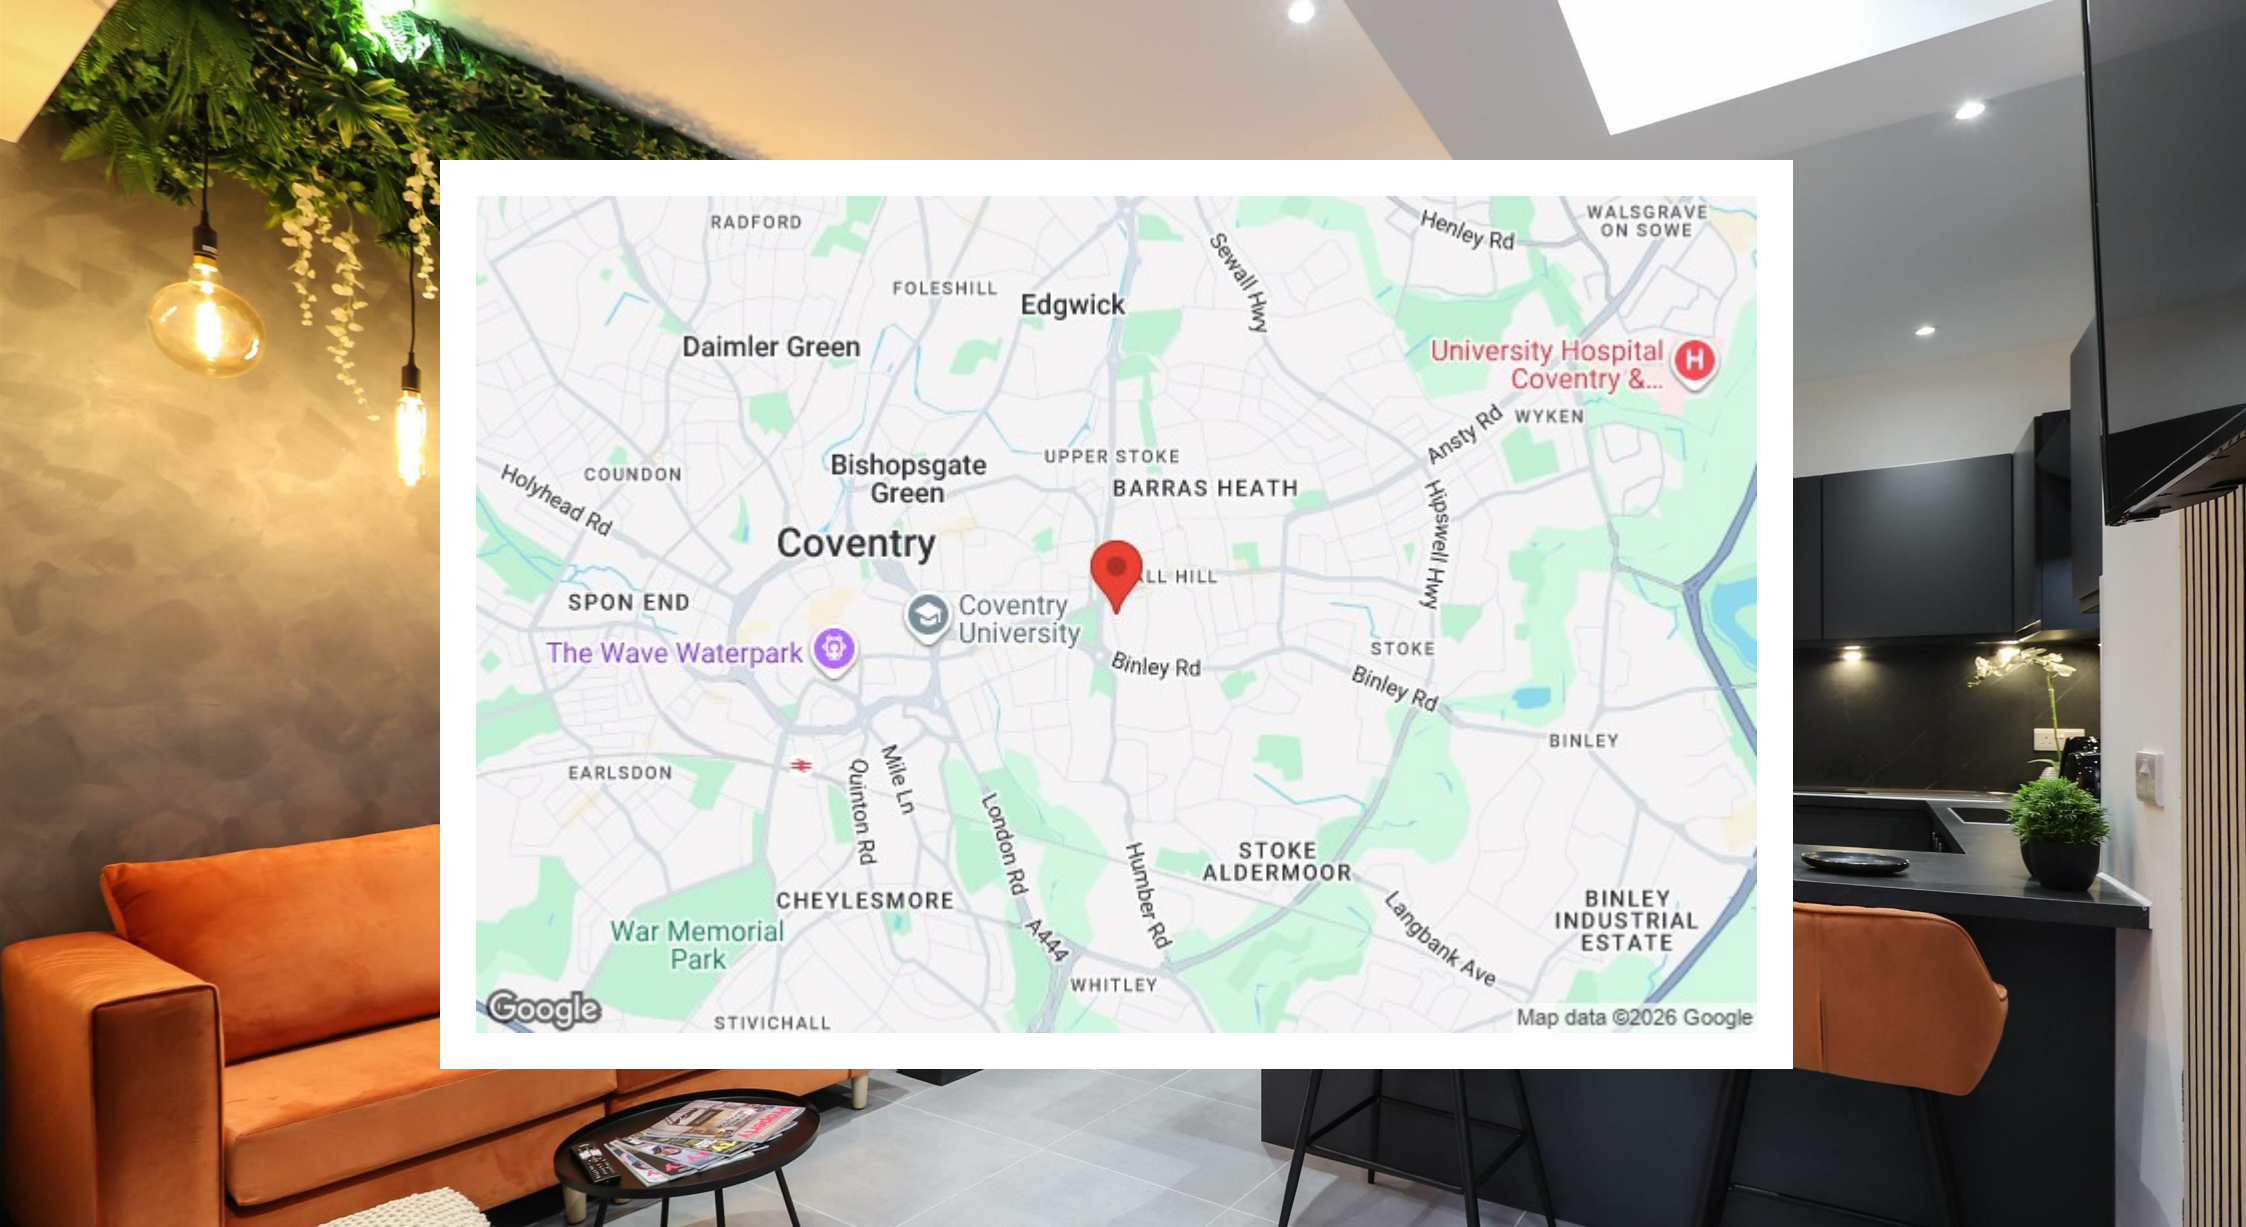 RADFORD
Henley Rd
WALSGRAVE
ON SOWE
Sewall Hwy
FOLESHILL
Edgwick
Daimler Green
University Hospital
Coventry &...
Ansty Rd
WYKEN
UPPER STOKE
Bishopsgate
Green
COUNDON
Holyhead Rd
BARRAS HEATH
Hipswell Hwy
Coventry
LL HILL
SPON END
Coventry
University
The Wave Waterpark
STOKE
Binley Rd
Binley Rd
BINLEY
EARLSDON
Mile Ln
Quinton Rd
London Rd
STOKE
ALDERMOOR
Humber Rd
CHEYLESMORE
Langbank Ave
BINLEY
INDUSTRIAL
ESTATE
War Memorial
Park
A444
WHITLEY
Google
STIVICHALL
Map data ©2026 Google
Property